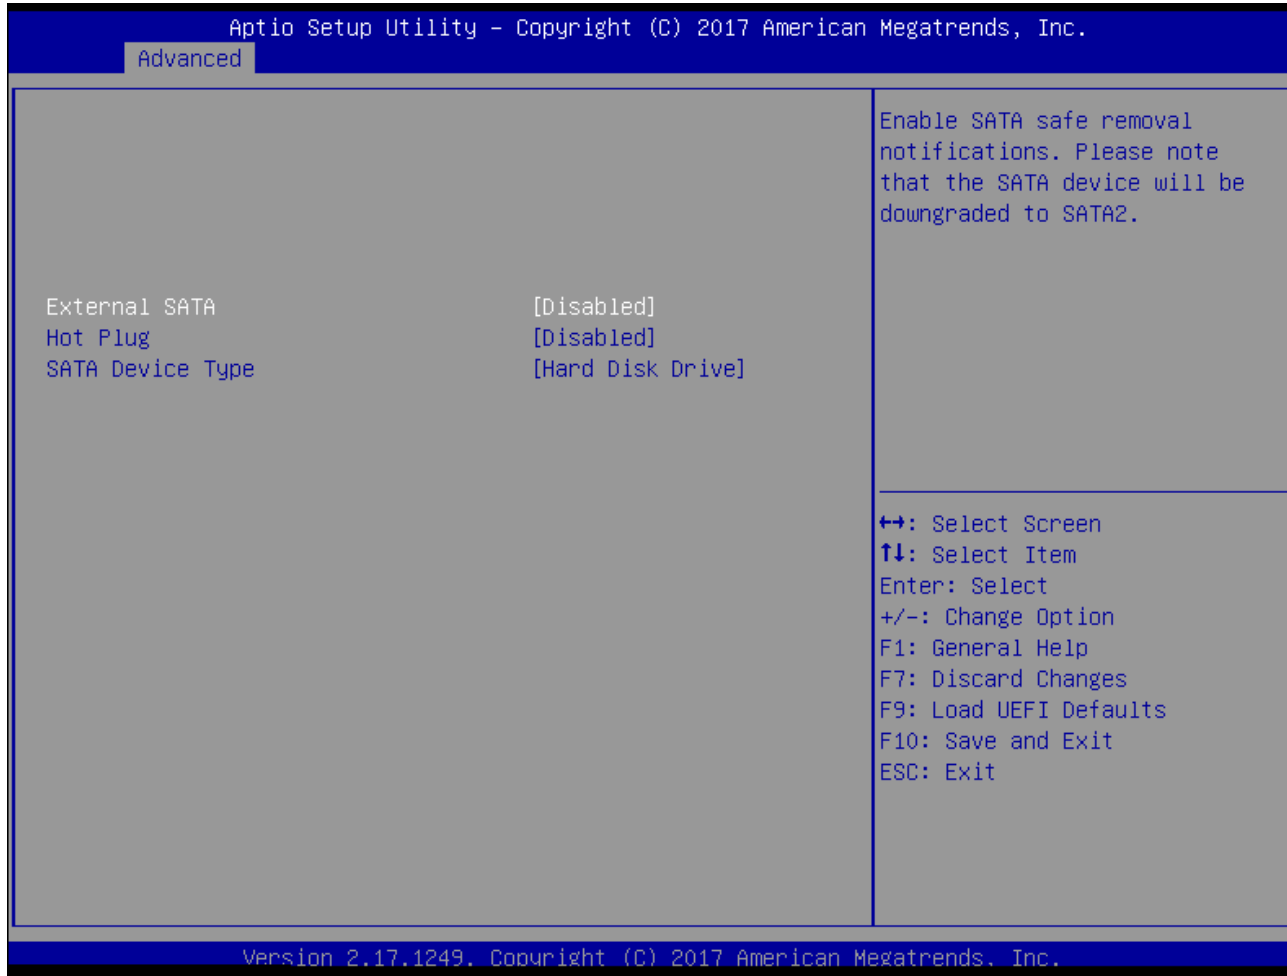 Aptio Setup Utility – Copyright (C) 2017 American Megatrends, Inc.
Advanced
External SATA [Disabled]
Hot Plug [Disabled]
SATA Device Type [Hard Disk Drive]
Enable SATA safe removal
notifications. Please note
that the SATA device will be
downgraded to SATA2.
↔: Select Screen
↑↓: Select Item
Enter: Select
+/-: Change Option
F1: General Help
F7: Discard Changes
F9: Load UEFI Defaults
F10: Save and Exit
ESC: Exit
Version 2.17.1249. Copyright (C) 2017 American Megatrends, Inc.